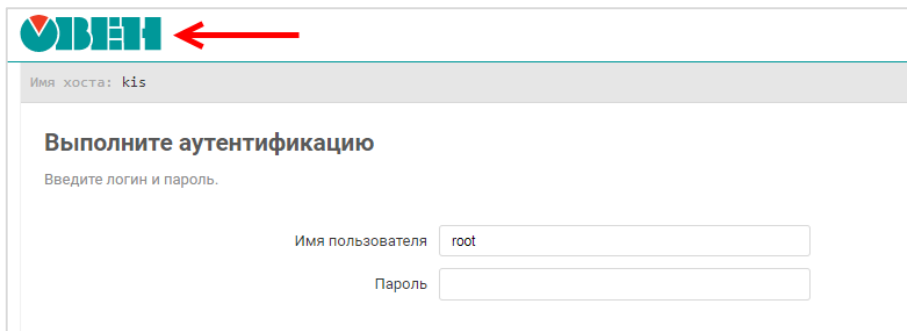 ОВЕН
Имя хоста: kis
Выполните аутентификацию
Введите логин и пароль.
Имя пользователя root
Пароль